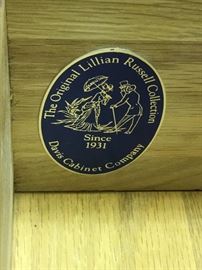 The Original Lillian Russell Collection
Since
1931
Davis Cabinet Company